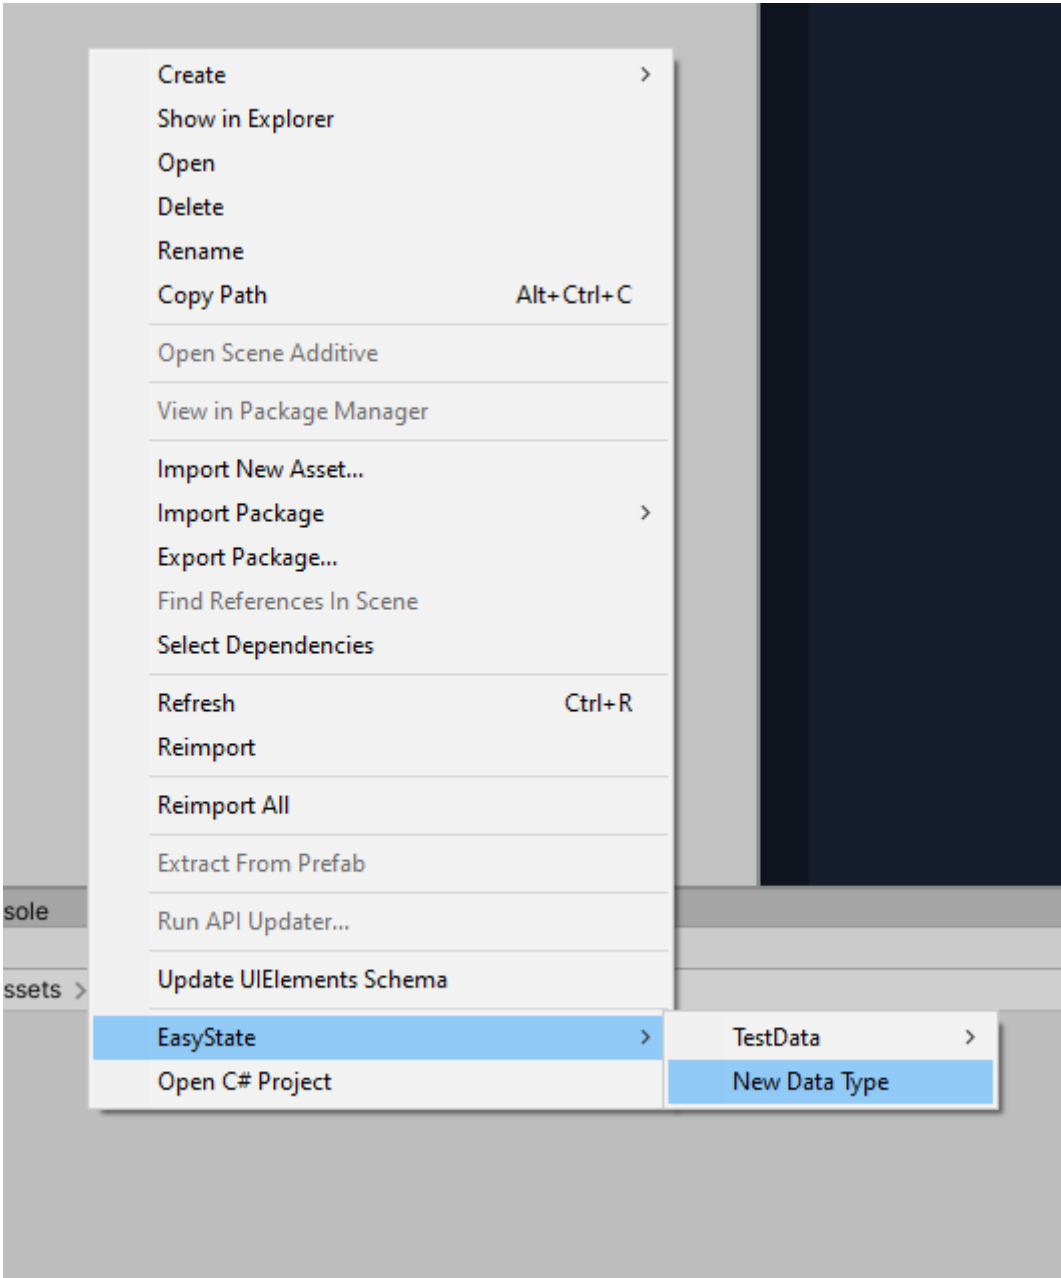 Create
Show in Explorer
Open
Delete
Rename
Copy Path Alt+Ctrl+C
Open Scene Additive
View in Package Manager
Import New Asset...
Import Package
Export Package...
Find References In Scene
Select Dependencies
Refresh Ctrl+R
Reimport
Reimport All
Extract From Prefab
sole
Run API Updater...
Update UIElements Schema
ssets >
EasyState
TestData
Open C# Project
New Data Type